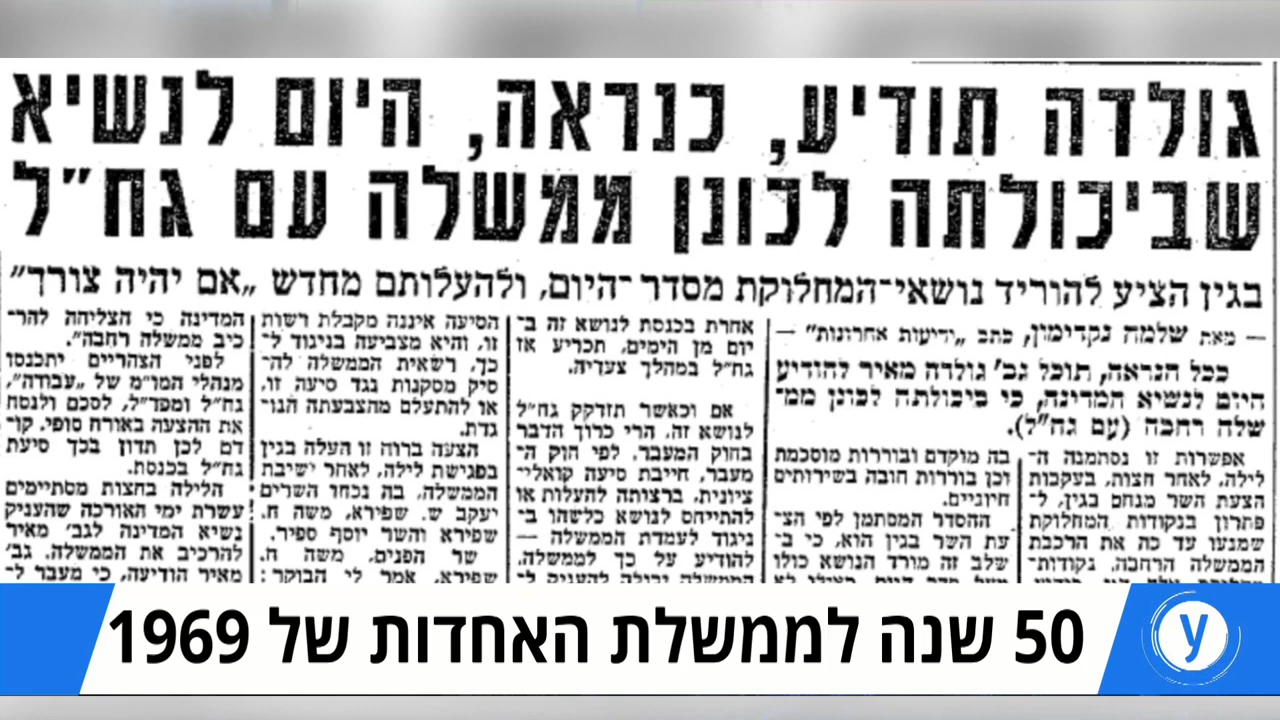 גולדה תודיע, כנראה, היום לנשיא
שביכולתה לכונן ממשלה עם גח"ל
בגין הציע להוריד נושאי־המחלוקת מסדר־היום, ולהעלותם מחדש „אם יהיה צורך"
— מאת שלמה נקדימון, כתב „ידיעות אחרונות" —
ככל הנראה, תוכל גב' גולדה מאיר להודיע
היום לנשיא המדינה, כי ביכולתה לכונן ממ־
שלה רחבה (עם גח"ל).
אפשרות זו נסתמנה ה־
לילה, לאחר חצות, בעקבות
הצעת השר מנחם בגין, ל־
פתרון בנקודות המחלוקת
שמנעו עד כה את הרכבת
הממשלה הרחבה. נקודות־
בה מוקדם ובוררות מוסכמת
וכן בוררות חובה בשירותים
חיוניים.
ההסדר המסתמן לפי הצ־
עת השר בגין הוא, כי ב־
שלב זה מורד הנושא כולו
אחרת בכנסת לנושא זה ב־
יום מן הימים, תכריע אז
גח"ל במהלך צעדיה.
אם וכאשר תזדקק גח"ל
לנושא זה, הרי כרוך הדבר
בחוק המעבר. לפי חוק ה־
מעבר, חייבת סיעה קואלי־
ציונית, ברצותה להעלות או
להתייחס לנושא כלשהו ב־
ניגוד לעמדת הממשלה —
להודיע על כך לממשלה.
הממשלה יכולה להעניק ל־
הסיעה איננה מקבלת רשות
זו, והיא מצביעה בניגוד ל־
כך, רשאית הממשלה לה־
סיק מסקנות נגד סיעה זו,
או להתעלם מהצבעתה הנו־
גדת.
הצעה ברוח זו העלה בגין
בפגישת לילה, לאחר ישיבת
הממשלה, בה נכחו השרים
יעקב ש. שפירא, משה ח.
שפירא והשר יוסף ספיר.
שר הפנים, משה ח.
שפירא, אמר לי הבוקר:
המדינה כי הצליחה להר־
כיב ממשלה רחבה".
לפני הצהריים יתכנסו
מנהלי המו"מ של „עבודה",
גח"ל ומפד"ל, לסכם ולנסח
את ההצעה באורח סופי, קו־
דם לכן תדון בכך סיעת
גח"ל בכנסת.
הלילה בחצות מסתיימים
עשרת ימי האורכה שהעניק
נשיא המדינה לגב' מאיר
להרכיב את הממשלה. גב'
מאיר הודיעה, כי מעבר ל־
50 שנה לממשלת האחדות של 1969
y